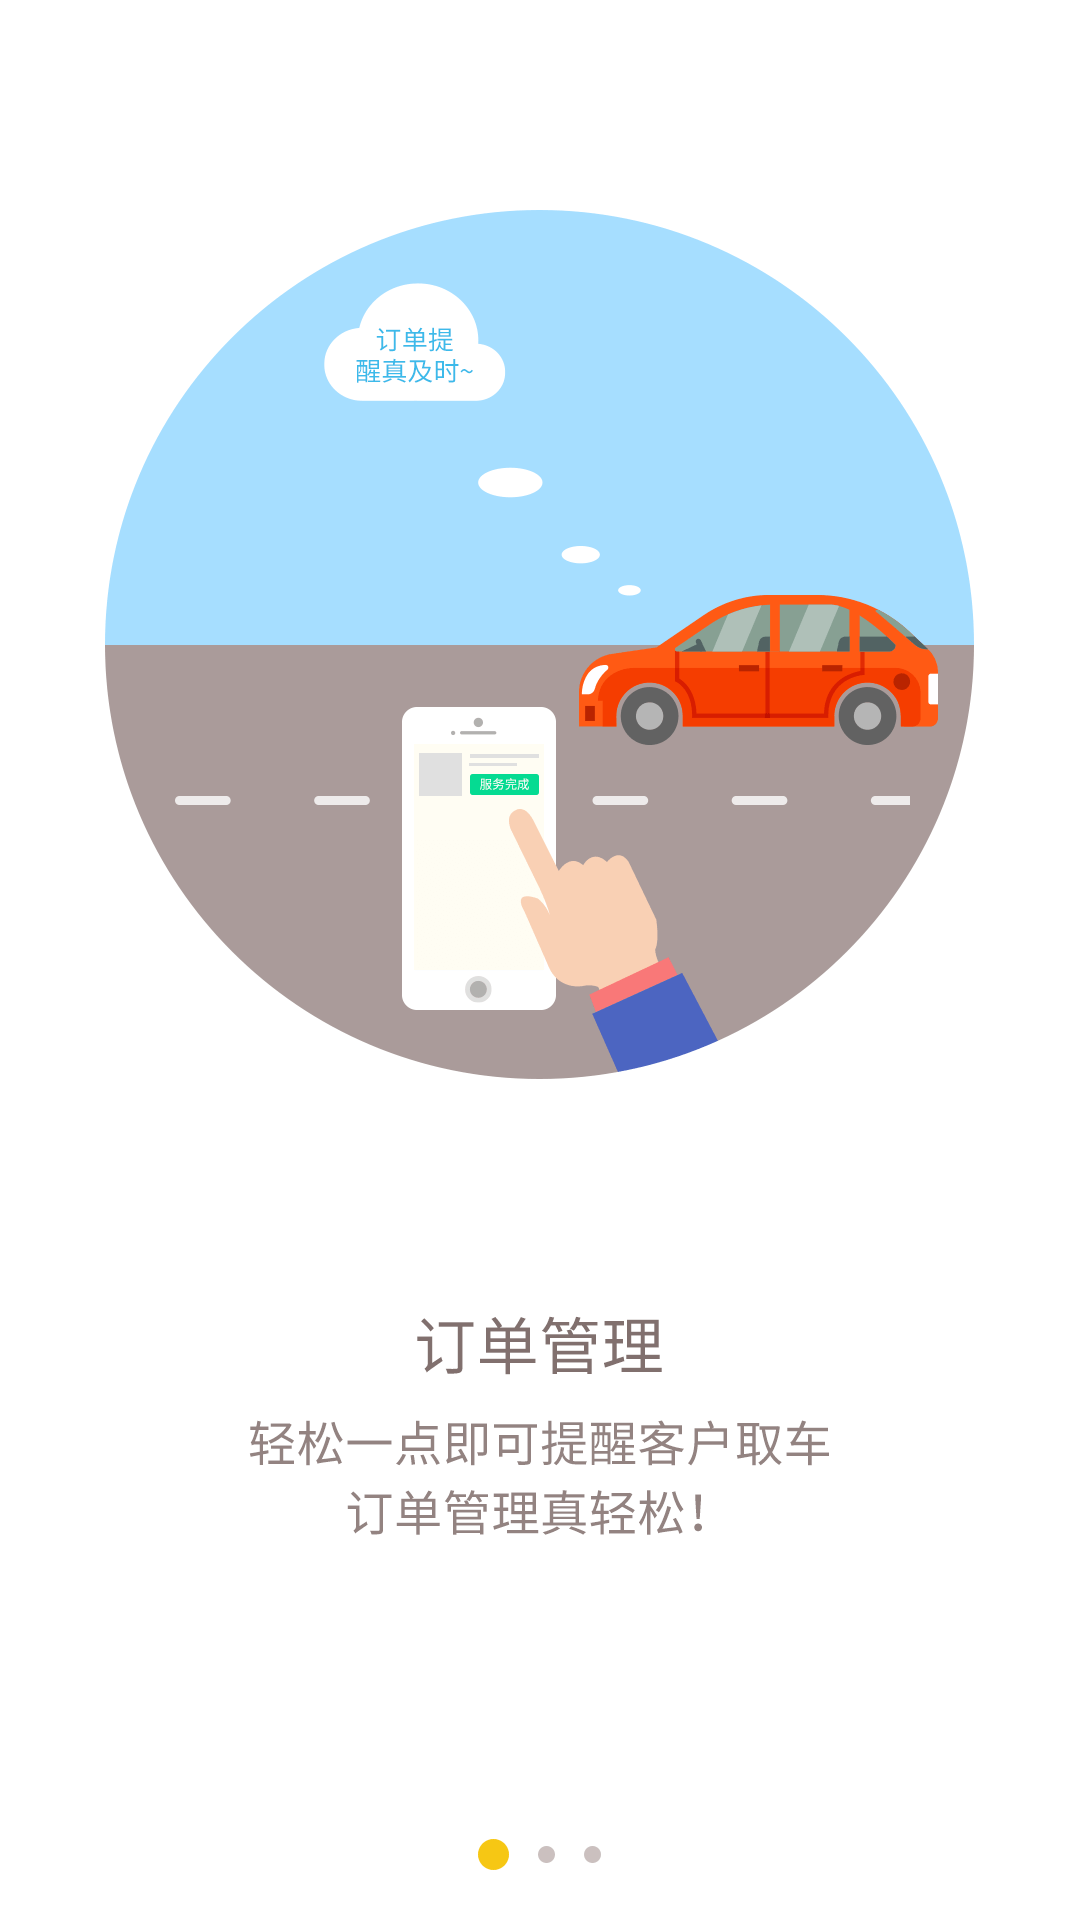 订单提
醒真及时~
服务完成
订单管理
轻松一点即可提醒客户取车
订单管理真轻松！